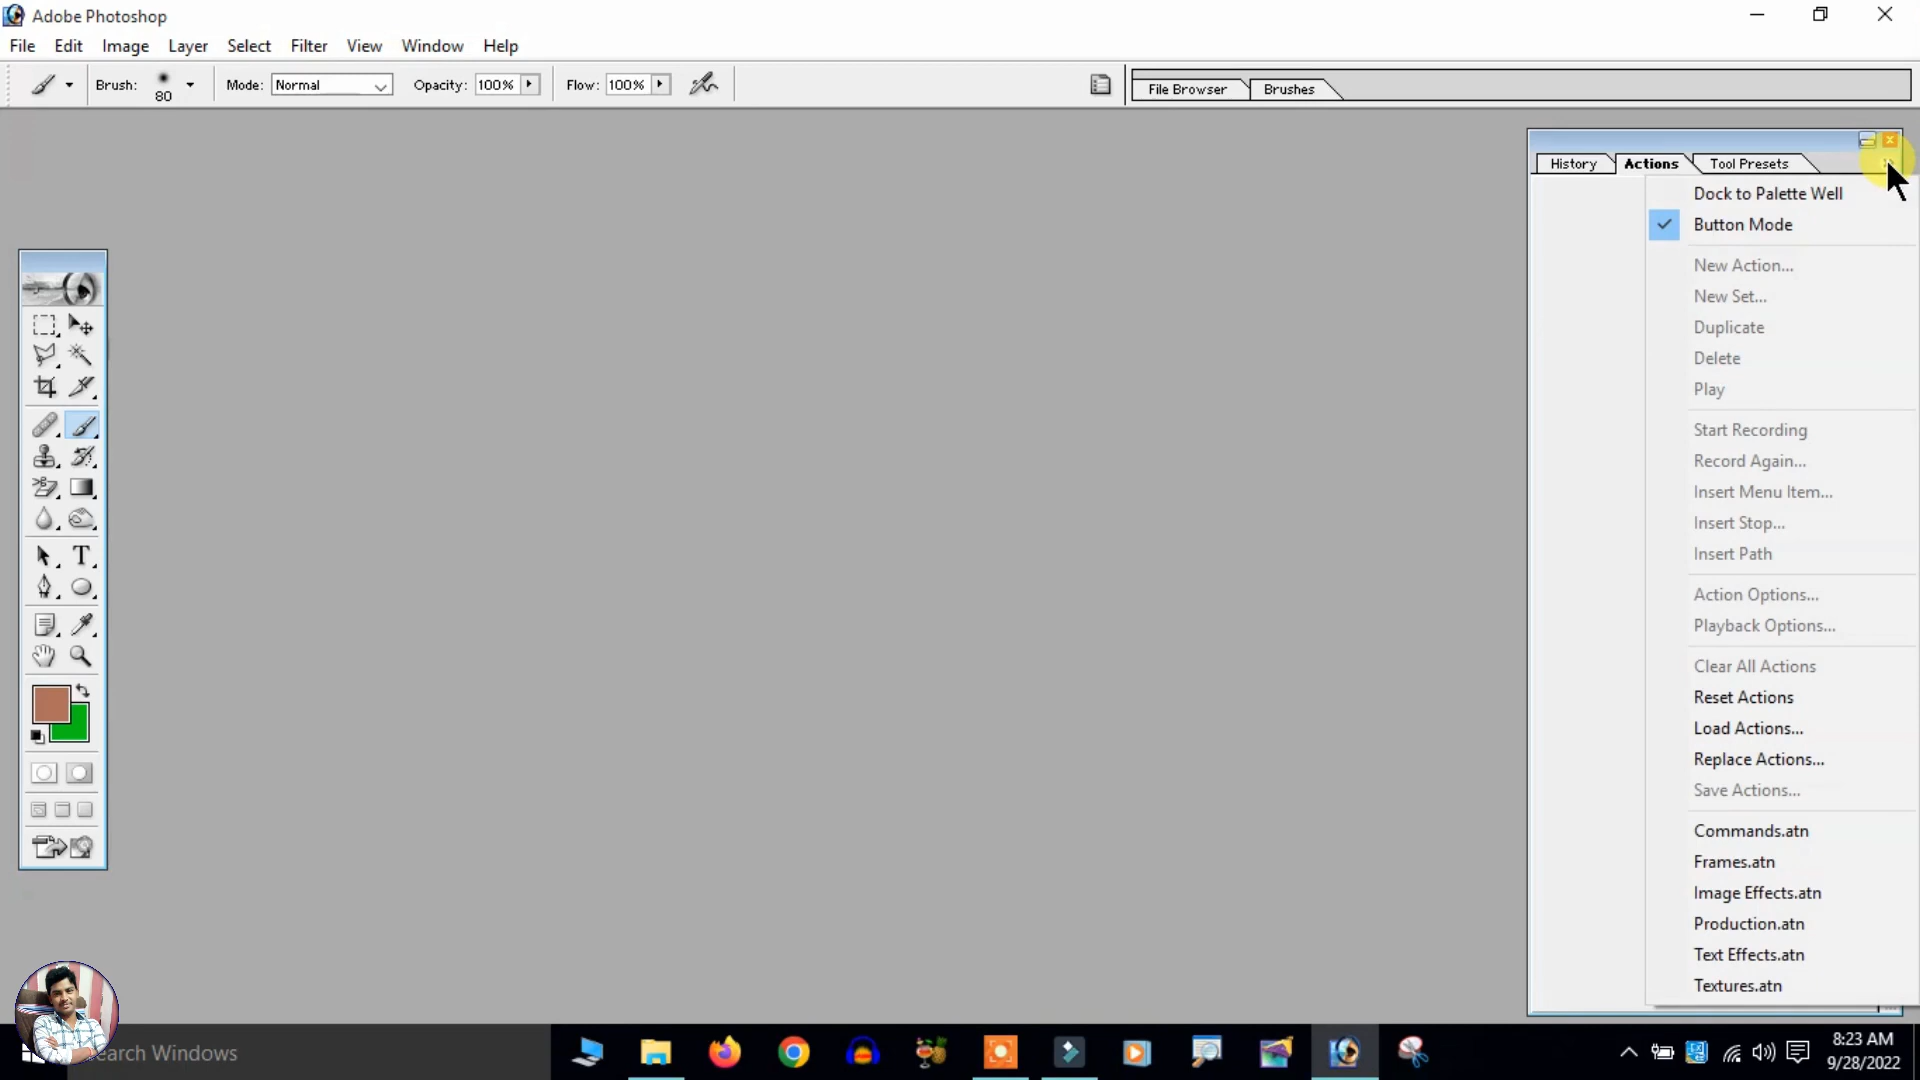 Adobe Photoshop
File Edit Image Layer Select Filter View Window Help
Brush: 80 Mode: Normal Opacity: 100% Flow: 100% File Browser Brushes
History Actions Tool Presets
Dock to Palette Well
Button Mode
New Action...
New Set...
Duplicate
Delete
Play
Start Recording
Record Again...
Insert Menu Item...
Insert Stop...
Insert Path
Action Options...
Playback Options...
Clear All Actions
Reset Actions
Load Actions...
Replace Actions...
Save Actions...
Commands.atn
Frames.atn
Image Effects.atn
Production.atn
Text Effects.atn
Textures.atn
earch Windows
8:23 AM
9/28/2022